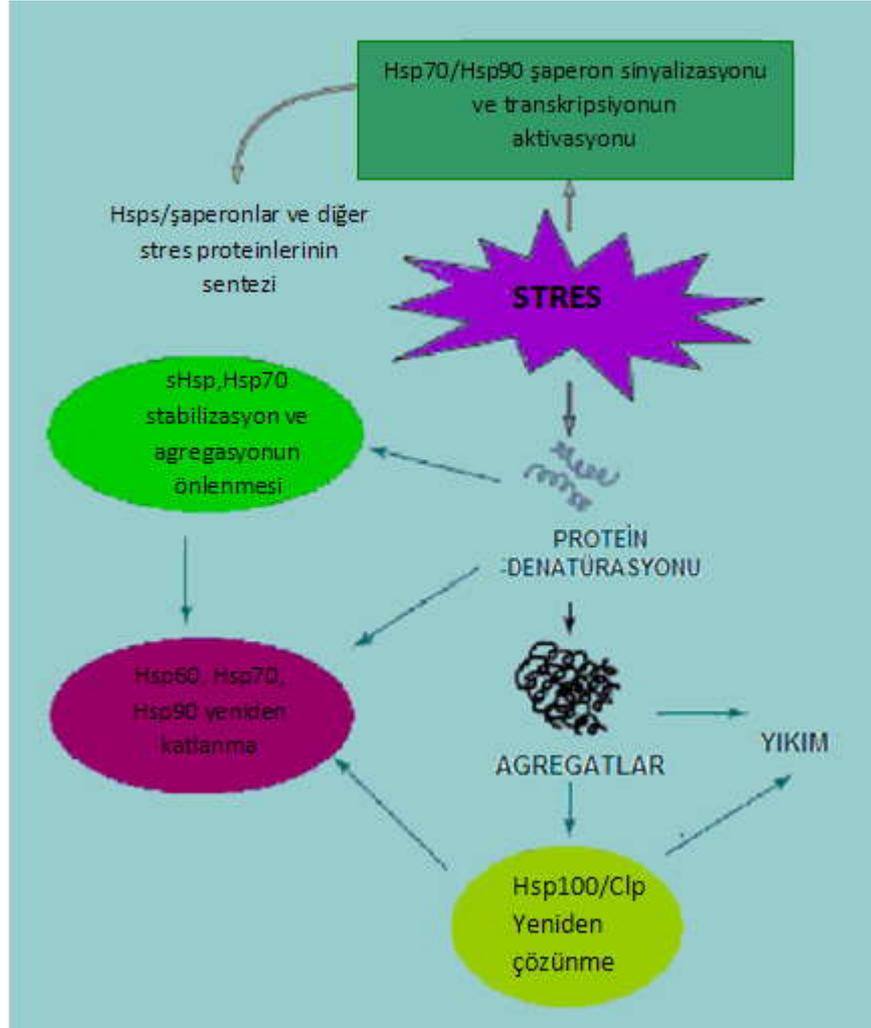 Hsp70/Hsp90 şaperon sinyalizasyonu
ve transkripsiyonun
aktivasyonu
Hsps/şaperonlar ve diğer
stres proteinlerinin
sentezi
STRES
sHsp,Hsp70
stabilizasyon ve
agregasyonun
önlenmesi
PROTEİN
DENATÜRASYONU
Hsp60, Hsp70,
Hsp90 yeniden
katlanma
AGREGATLAR
YIKIM
Hsp100/Clp
Yeniden
çözünme